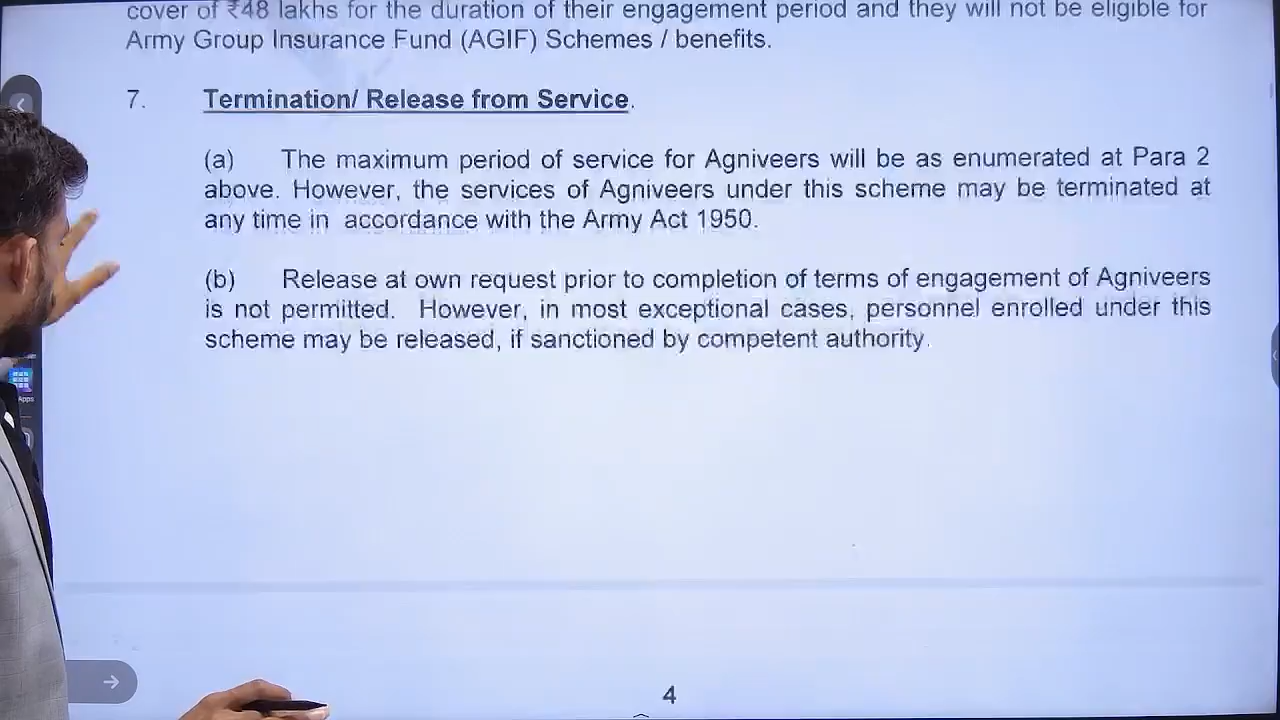 cover of ₹48 lakhs for the duration of their engagement period and they will not be eligible for
Army Group Insurance Fund (AGIF) Schemes / benefits.
7. Termination/ Release from Service.
(a) The maximum period of service for Agniveers will be as enumerated at Para 2
above. However, the services of Agniveers under this scheme may be terminated at
any time in accordance with the Army Act 1950.
(b) Release at own request prior to completion of terms of engagement of Agniveers
is not permitted. However, in most exceptional cases, personnel enrolled under this
scheme may be released, if sanctioned by competent authority.
Apps
4